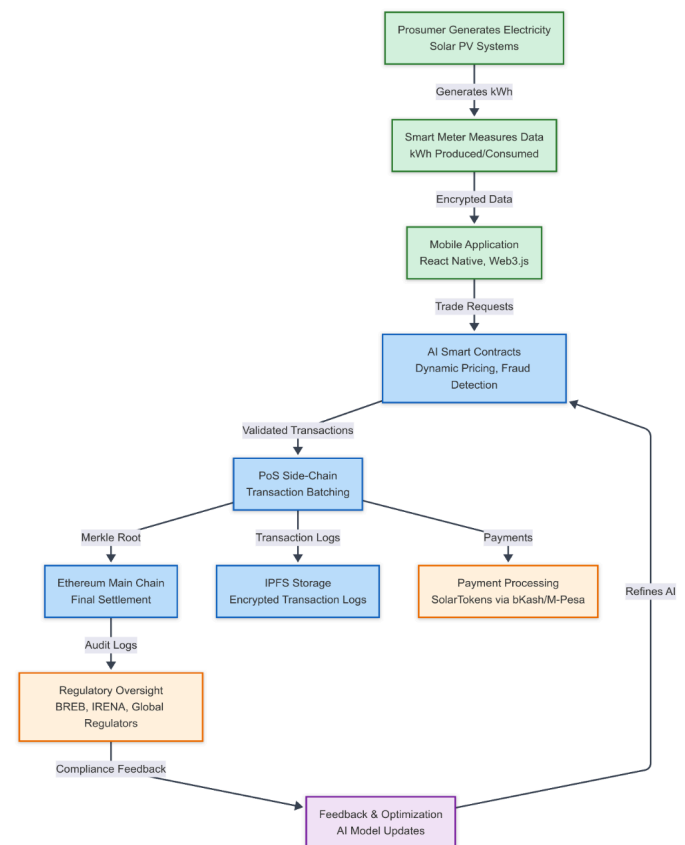 Prosumer Generates Electricity
Solar PV Systems
Generates kWh
Smart Meter Measures Data
kWh Produced/Consumed
Encrypted Data
Mobile Application
React Native, Web3.js
Trade Requests
AI Smart Contracts
Dynamic Pricing, Fraud
Detection
Validated Transactions
PoS Side-Chain
Transaction Batching
Merkle Root
Transaction Logs
Payments
Ethereum Main Chain
Final Settlement
IPFS Storage
Encrypted Transaction Logs
Payment Processing
SolarTokens via bKash/M-Pesa
Refines AI
Audit Logs
Regulatory Oversight
BREB, IRENA, Global
Regulators
Compliance Feedback
Feedback & Optimization
AI Model Updates